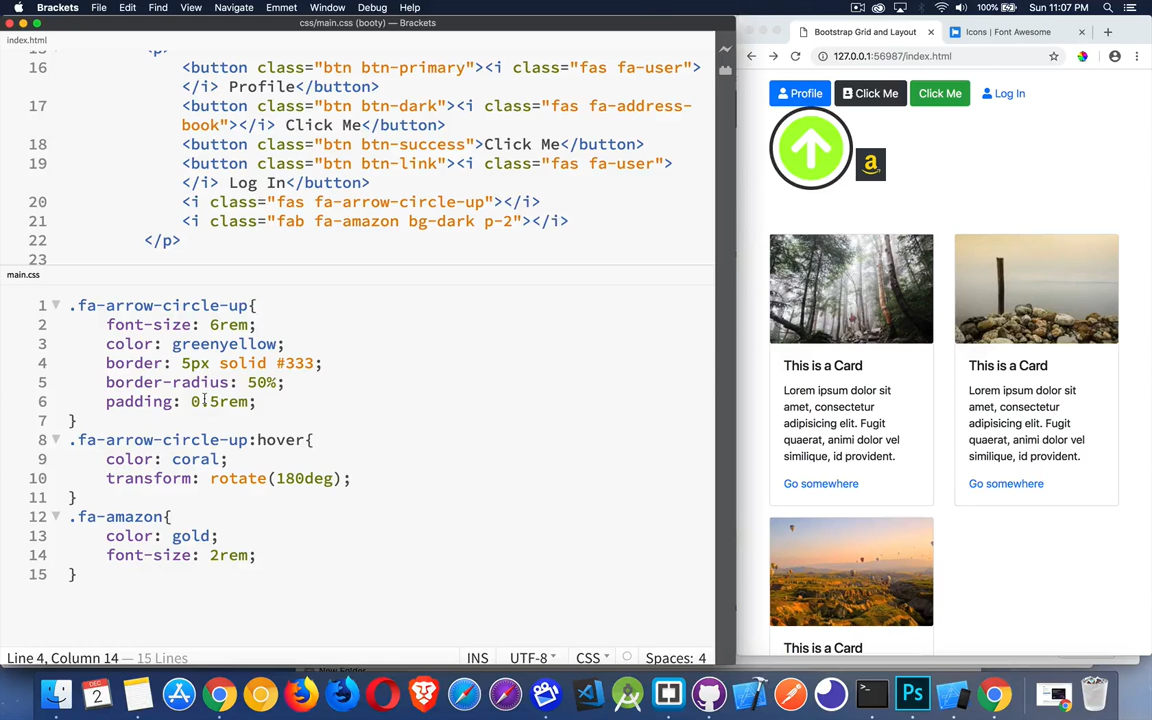 Brackets File Edit Find View Navigate Emmet Window Debug Help
100% Sun 11:07 PM
css/main.css (booty) — Brackets
index.html
15 <p>
16 <button class="btn btn-primary"><i class="fas fa-user">
</i> Profile</button>
17 <button class="btn btn-dark"><i class="fas fa-address-
book"></i> Click Me</button>
18 <button class="btn btn-success">Click Me</button>
19 <button class="btn btn-link"><i class="fas fa-user">
</i> Log In</button>
20 <i class="fas fa-arrow-circle-up"></i>
21 <i class="fab fa-amazon bg-dark p-2"></i>
22 </p>
23
main.css
1 .fa-arrow-circle-up{
2 font-size: 6rem;
3 color: greenyellow;
4 border: 5px solid #333;
5 border-radius: 50%;
6 padding: 0.5rem;
7 }
8 .fa-arrow-circle-up:hover{
9 color: coral;
10 transform: rotate(180deg);
11 }
12 .fa-amazon{
13 color: gold;
14 font-size: 2rem;
15 }
Line 4, Column 14 — 15 Lines
INS UTF-8 CSS Spaces: 4
Bootstrap Grid and Layout
Icons | Font Awesome
127.0.0.1:56987/index.html
Profile Click Me Click Me Log In
a
This is a Card
Lorem ipsum dolor sit
amet, consectetur
adipisicing elit. Fugit
quaerat, animi dolor vel
similique, id provident.
Go somewhere
This is a Card
Lorem ipsum dolor sit
amet, consectetur
adipisicing elit. Fugit
quaerat, animi dolor vel
similique, id provident.
Go somewhere
This is a Card
New Folder
DEC
2
Ps